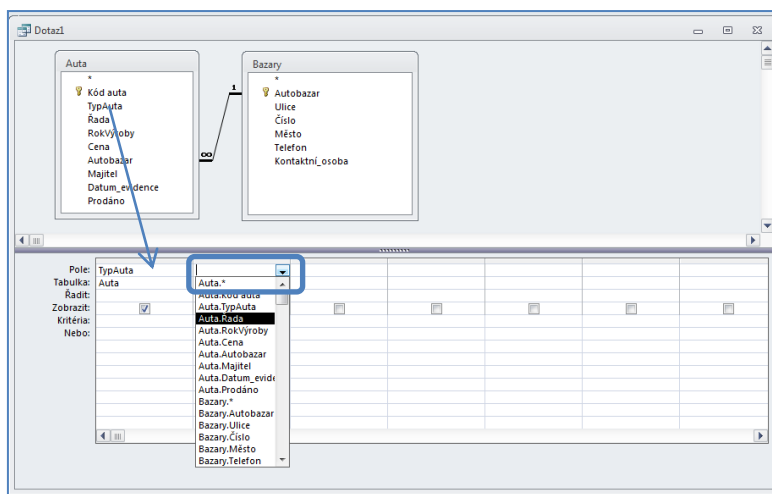 Dotaz1
Auta
*
Kód auta
TypAuta
Řada
RokVýroby
Cena
Autobazar
Majitel
Datum_evidence
Prodáno
1
∞
Bazary
*
Autobazar
Ulice
Číslo
Město
Telefon
Kontaktní_osoba
Pole: TypAuta
Tabulka: Auta
Řadit:
Zobrazit:
Kritéria:
Nebo:
Auta.*
Auta.Kód auta
Auta.TypAuta
Auta.Řada
Auta.RokVýroby
Auta.Cena
Auta.Autobazar
Auta.Majitel
Auta.Datum_evide
Auta.Prodáno
Bazary.*
Bazary.Autobazar
Bazary.Ulice
Bazary.Číslo
Bazary.Město
Bazary.Telefon